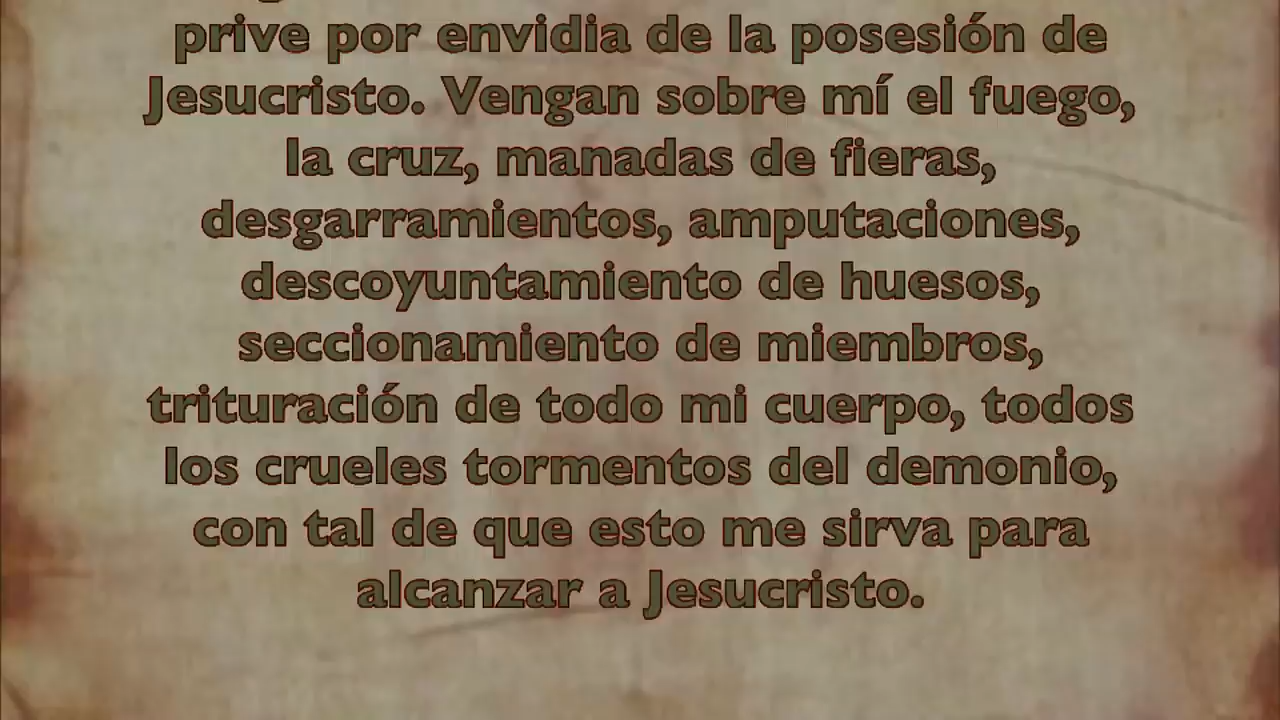 prive por envidia de la posesión de
Jesucristo. Vengan sobre mí el fuego,
la cruz, manadas de fieras,
desgarramientos, amputaciones,
descoyuntamiento de huesos,
seccionamiento de miembros,
trituración de todo mi cuerpo, todos
los crueles tormentos del demonio,
con tal de que esto me sirva para
alcanzar a Jesucristo.